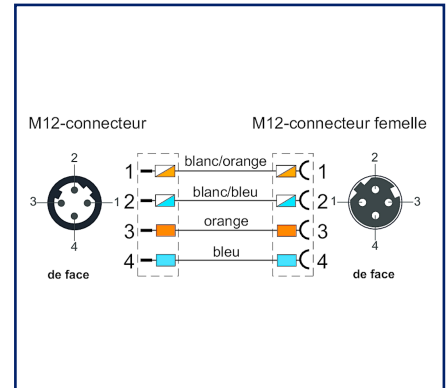 M12-connecteur
M12-connecteur femelle
2
3
1
4
de face
1
blanc/orange
1
2
blanc/bleu
2
3
orange
3
4
bleu
4
2
1
3
4
de face